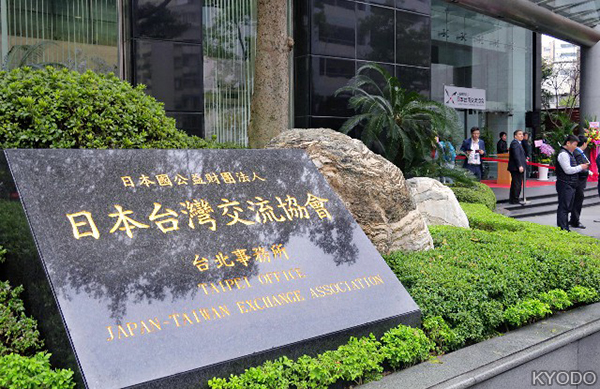 日本國公益財團法人
日本台灣交流協會
台北事務所
TAIPEI OFFICE
JAPAN-TAIWAN EXCHANGE ASSOCIATION
KYODO